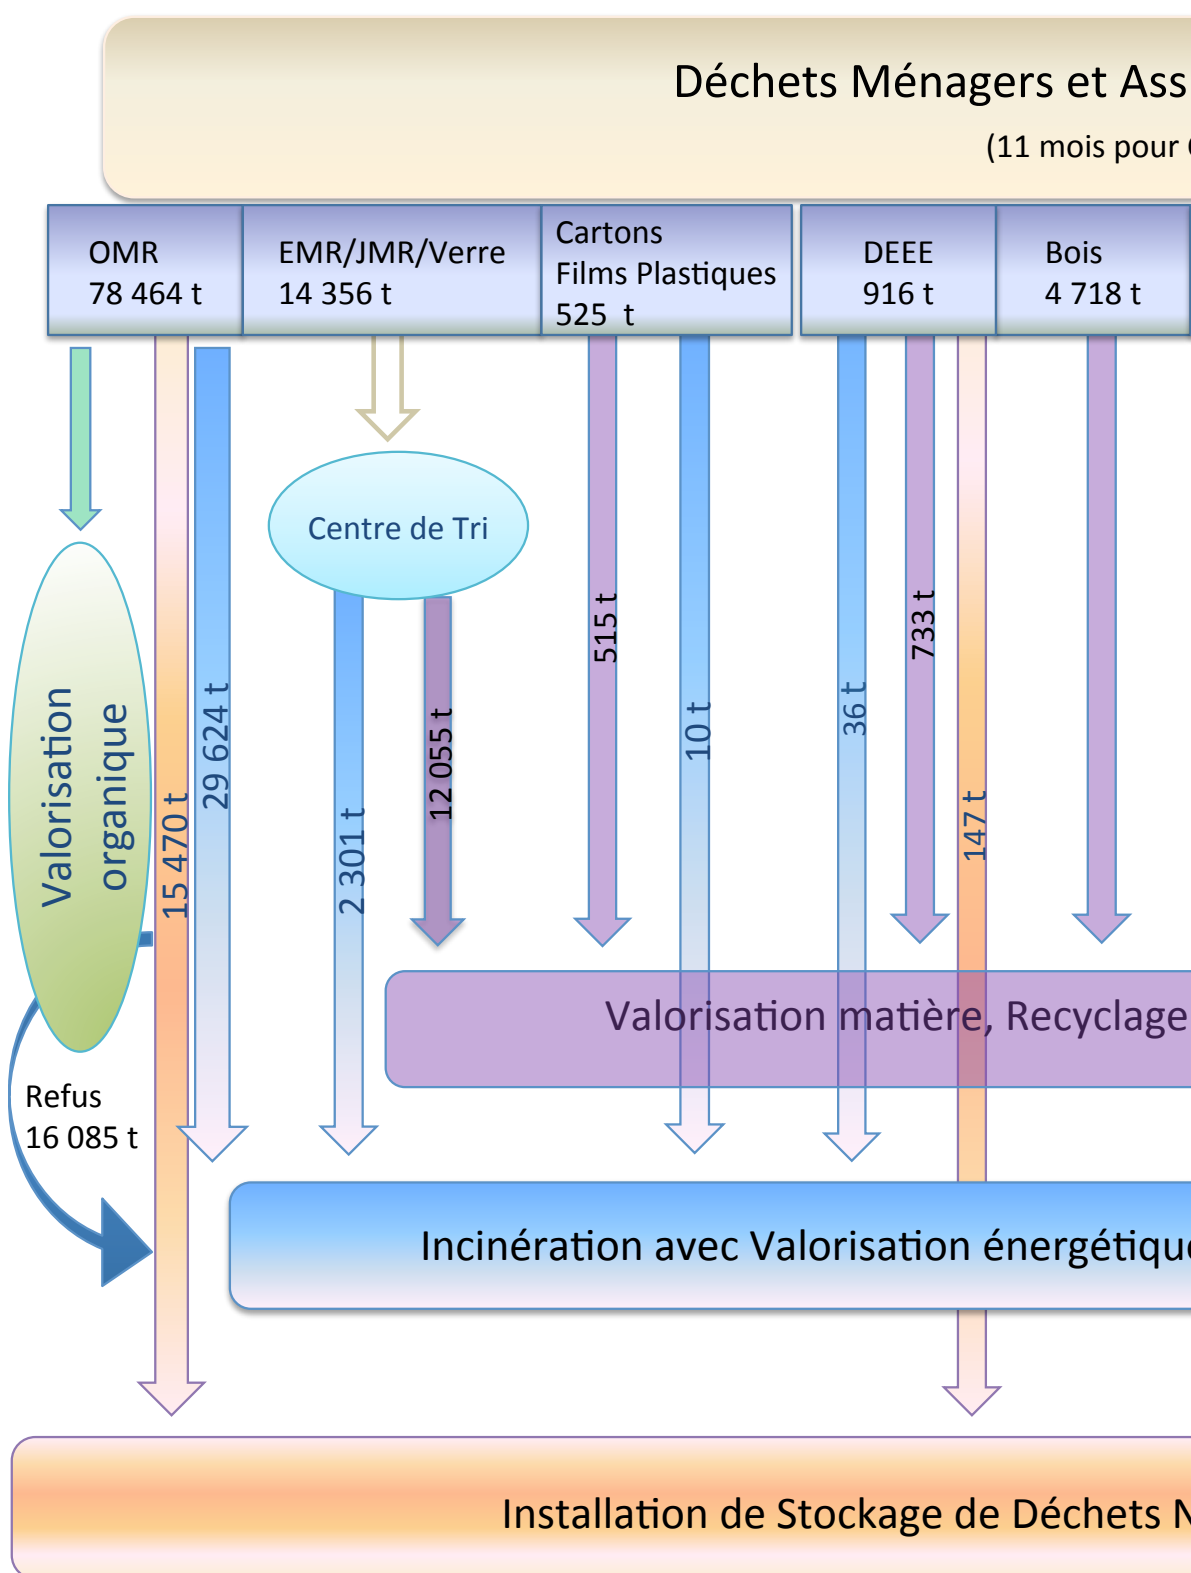 Déchets Ménagers et Ass
(11 mois pour
OMR
78 464 t
EMR/JMR/Verre
14 356 t
Cartons
Films Plastiques
525 t
DEEE
916 t
Bois
4 718 t
Centre de Tri
Valorisation
organique
15 470 t
29 624 t
2 301 t
12 055 t
515 t
10 t
36 t
733 t
147 t
Valorisation matière, Recyclage
Refus
16 085 t
Incinération avec Valorisation énergétique
Installation de Stockage de Déchets N